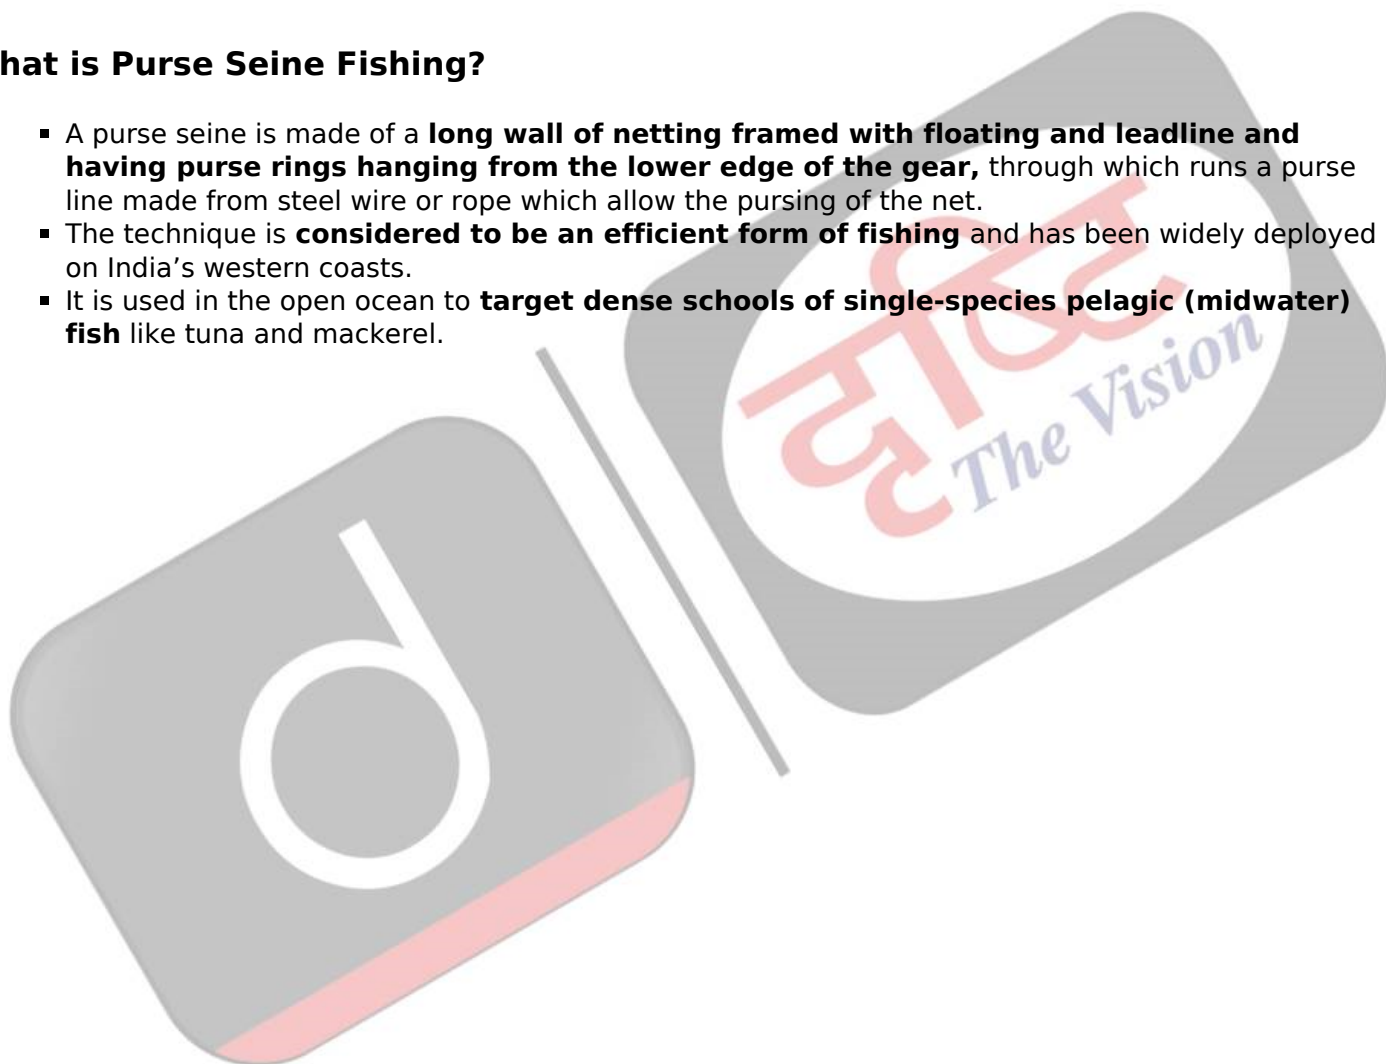 hat is Purse Seine Fishing?
▪ A purse seine is made of a long wall of netting framed with floating and leadline and
having purse rings hanging from the lower edge of the gear, through which runs a purse
line made from steel wire or rope which allow the pursing of the net.
▪ The technique is considered to be an efficient form of fishing and has been widely deployed
on India's western coasts.
▪ It is used in the open ocean to target dense schools of single-species pelagic (midwater)
fish like tuna and mackerel.
दृष्टि
The Vision
d